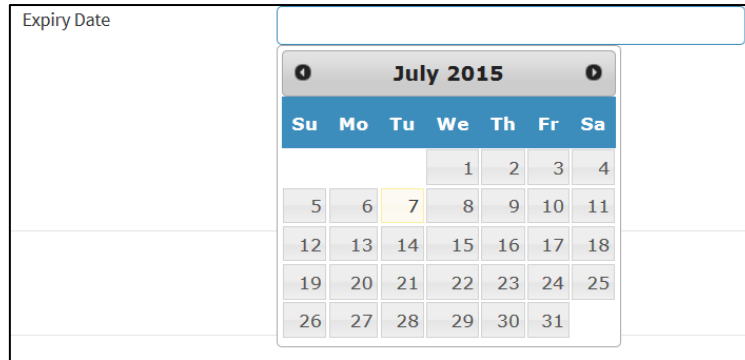 Expiry Date
July 2015
Su Mo Tu We Th Fr Sa
1 2 3 4
5 6 7 8 9 10 11
12 13 14 15 16 17 18
19 20 21 22 23 24 25
26 27 28 29 30 31